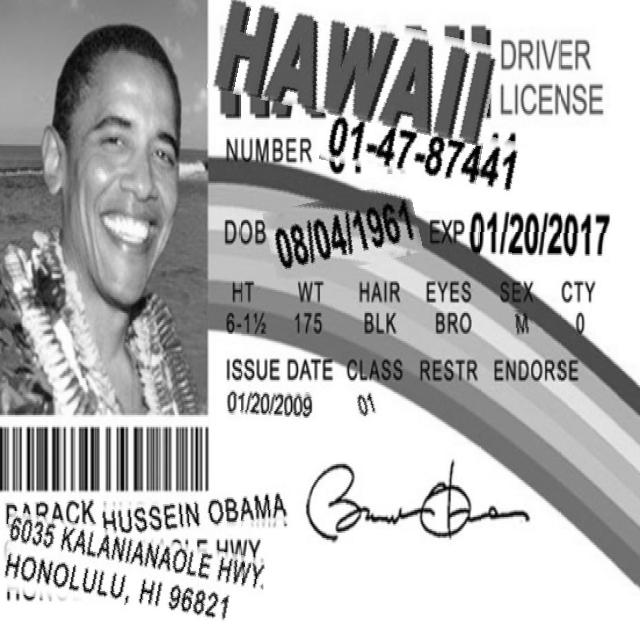 HAWAII
DRIVER
LICENSE
NUMBER 01-47-87441
DOB 08/04/1961 EXP 01/20/2017
HT WT HAIR EYES SEX CTY
6-1½ 175 BLK BRO M 0
ISSUE DATE CLASS RESTR ENDORSE
01/20/2009 01
BARACK HUSSEIN OBAMA
6035 KALANIANAOLE HWY.
HONOLULU, HI 96821